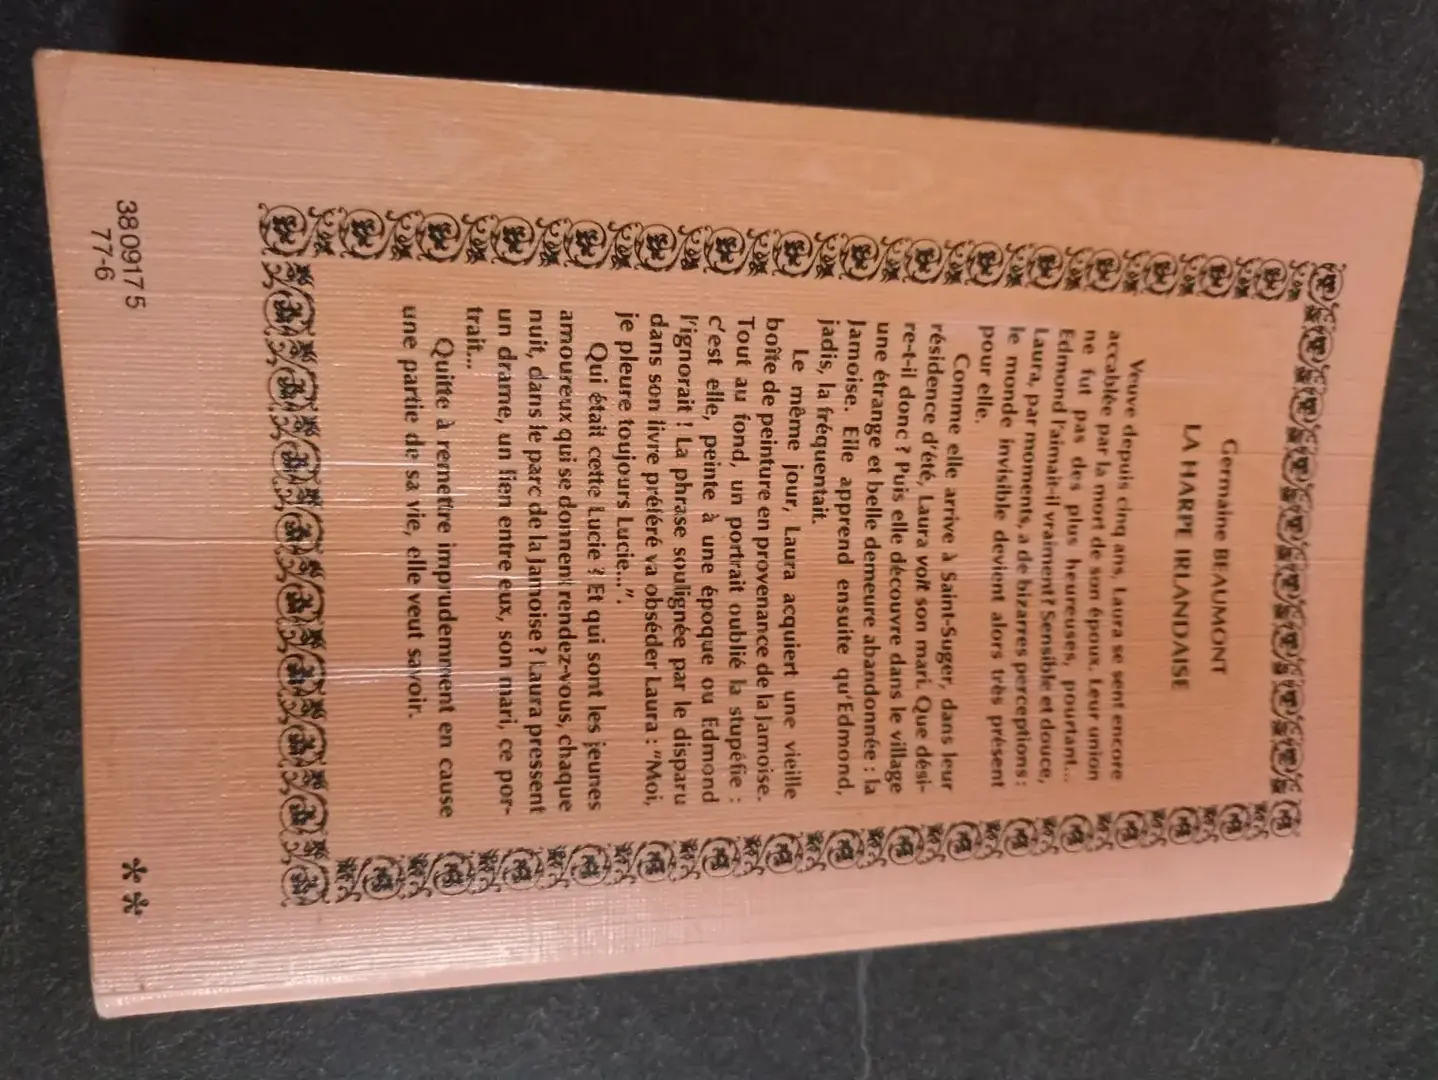 Germaine BEAUMONT
LA HARPE IRLANDAISE
Veuve depuis cinq ans, Laura se sent encore
accablée par la mort de son époux. Leur union
ne fut pas des plus heureuses, pourtant...
Edmond l'aimait-il vraiment? Sensible et douce,
Laura, par moments, a de bizarres perceptions :
le monde invisible devient alors très présent
pour elle.
Comme elle arrive à Saint-Suger, dans leur
résidence d'été, Laura voit son mari. Que dési-
re-t-il donc ? Puis elle découvre dans le village
une étrange et belle demeure abandonnée : la
Jamoise. Elle apprend ensuite qu'Edmond,
jadis, la fréquentait.
Le même jour, Laura acquiert une vieille
boîte de peinture en provenance de la Jamoise.
Tout au fond, un portrait oublié la stupéfie :
c'est elle, peinte à une époque où Edmond
l'ignorait ! La phrase soulignée par le disparu
dans son livre préféré va obséder Laura : "Moi,
je pleure toujours Lucie...".
Qui était cette Lucie ? Et qui sont les jeunes
amoureux qui se donnent rendez-vous, chaque
nuit, dans le parc de la Jamoise ? Laura pressent
un drame, un lien entre eux, son mari, ce por-
trait...
Quitte à remettre imprudemment en cause
une partie de sa vie, elle veut savoir.
38 0917 5
77-6
**